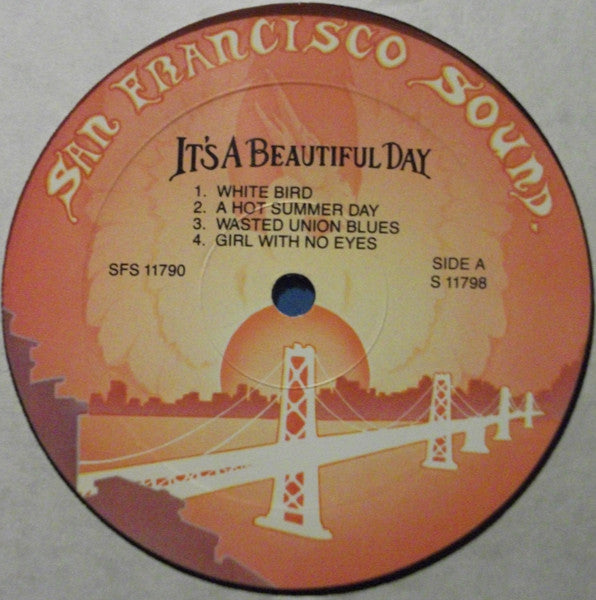 SAN FRANCISCO SOUND.
IT'S A BEAUTIFUL DAY
1. WHITE BIRD
2. A HOT SUMMER DAY
3. WASTED UNION BLUES
4. GIRL WITH NO EYES
SFS 11790
SIDE A
S 11798